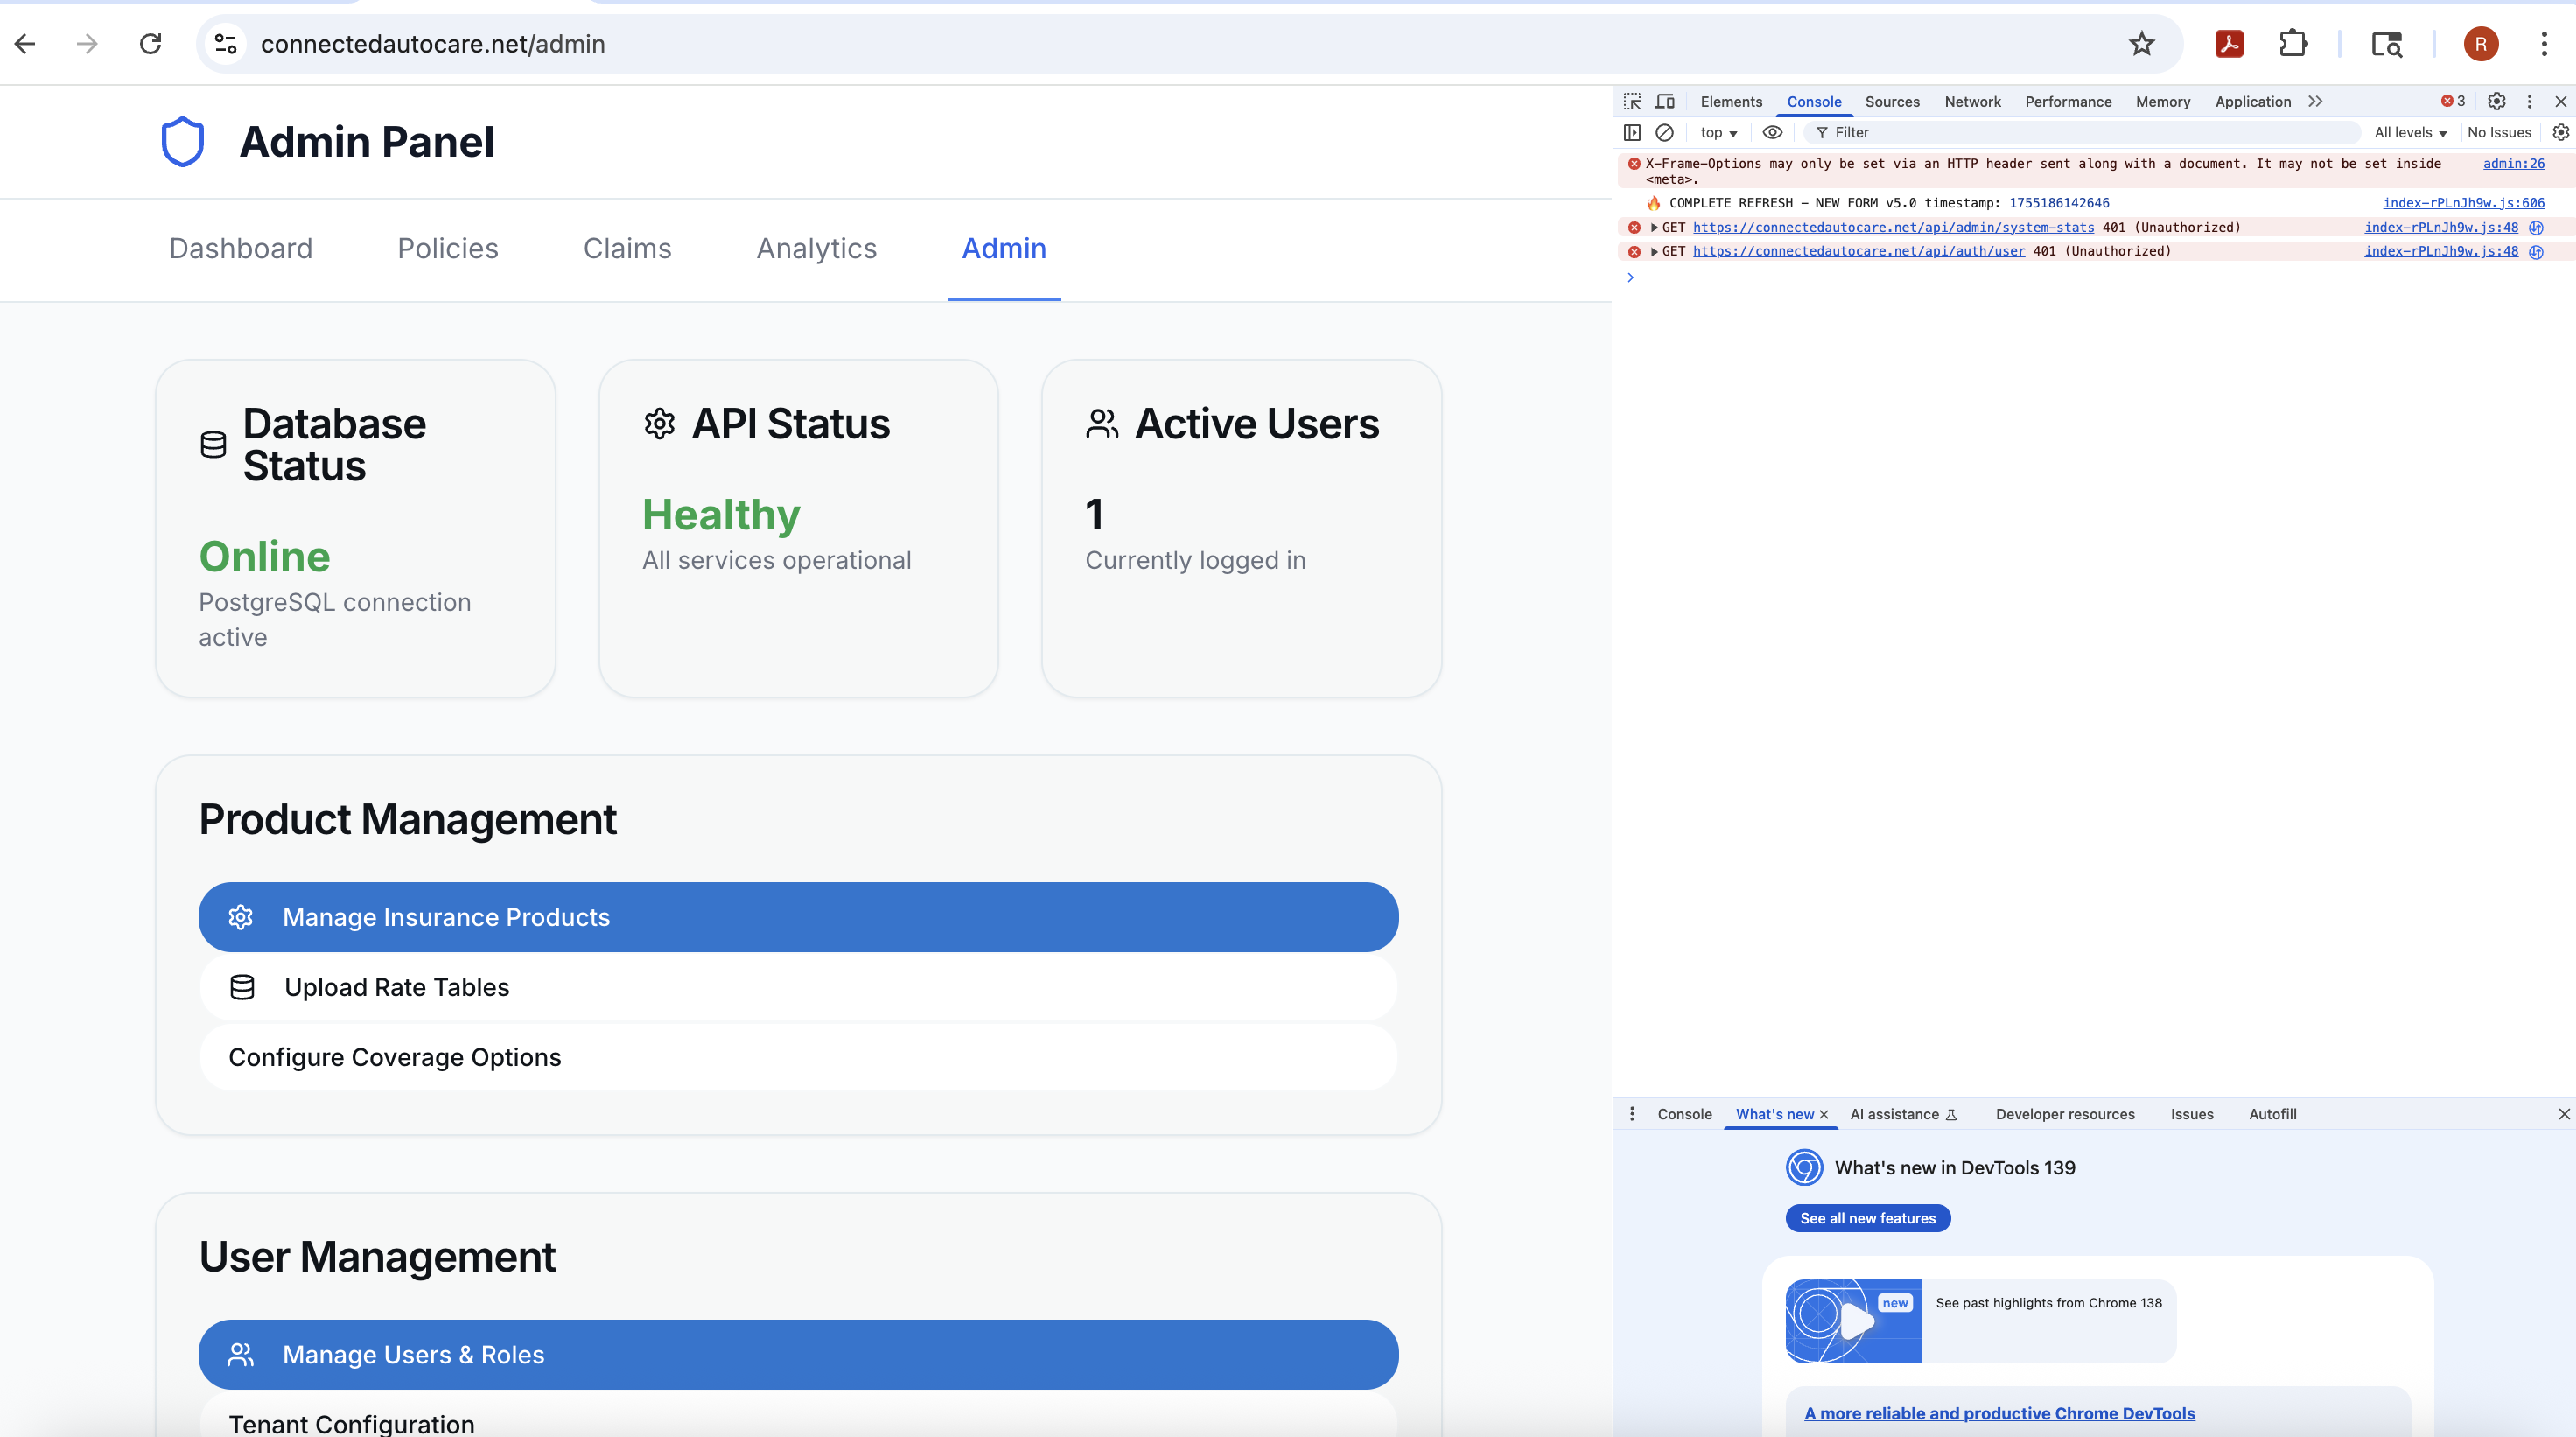 connectedautocare.net/admin
R
Admin Panel
Dashboard
Policies
Claims
Analytics
Admin
Database
Status
Online
PostgreSQL connection
active
API Status
Healthy
All services operational
Active Users
1
Currently logged in
Product Management
Manage Insurance Products
Upload Rate Tables
Configure Coverage Options
User Management
Manage Users & Roles
Tenant Configuration
Elements
Console
Sources
Network
Performance
Memory
Application
3
top
Filter
All levels
No Issues
X-Frame-Options may only be set via an HTTP header sent along with a document. It may not be set inside
<meta>.
admin:26
🔥 COMPLETE REFRESH - NEW FORM v5.0 timestamp: 1755186142646
index-rPLnJh9w.js:606
GET https://connectedautocare.net/api/admin/system-stats 401 (Unauthorized)
index-rPLnJh9w.js:48
GET https://connectedautocare.net/api/auth/user 401 (Unauthorized)
index-rPLnJh9w.js:48
Console
What's new
AI assistance
Developer resources
Issues
Autofill
What's new in DevTools 139
See all new features
new
See past highlights from Chrome 138
A more reliable and productive Chrome DevTools